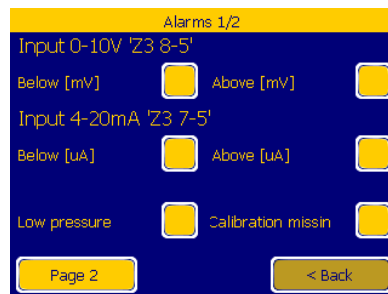 Alarms 1/2
Input 0-10V 'Z3 8-5'
Below [mV] Above [mV]
Input 4-20mA 'Z3 7-5'
Below [uA] Above [uA]
Low pressure Calibration missin
Page 2 < Back